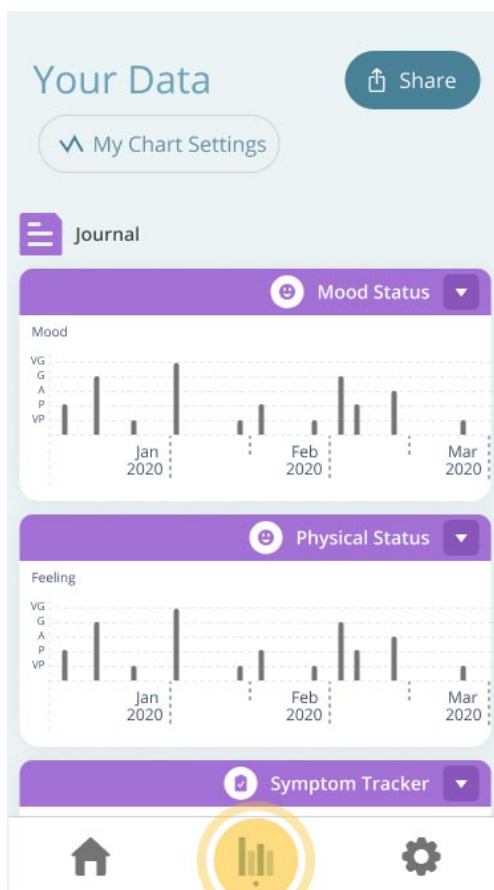 Your Data
Share
My Chart Settings
Journal
Mood Status
Mood
VG
G
A
P
VP
Jan Feb Mar
2020 2020 2020
Physical Status
Feeling
VG
G
A
P
VP
Jan Feb Mar
2020 2020 2020
Symptom Tracker